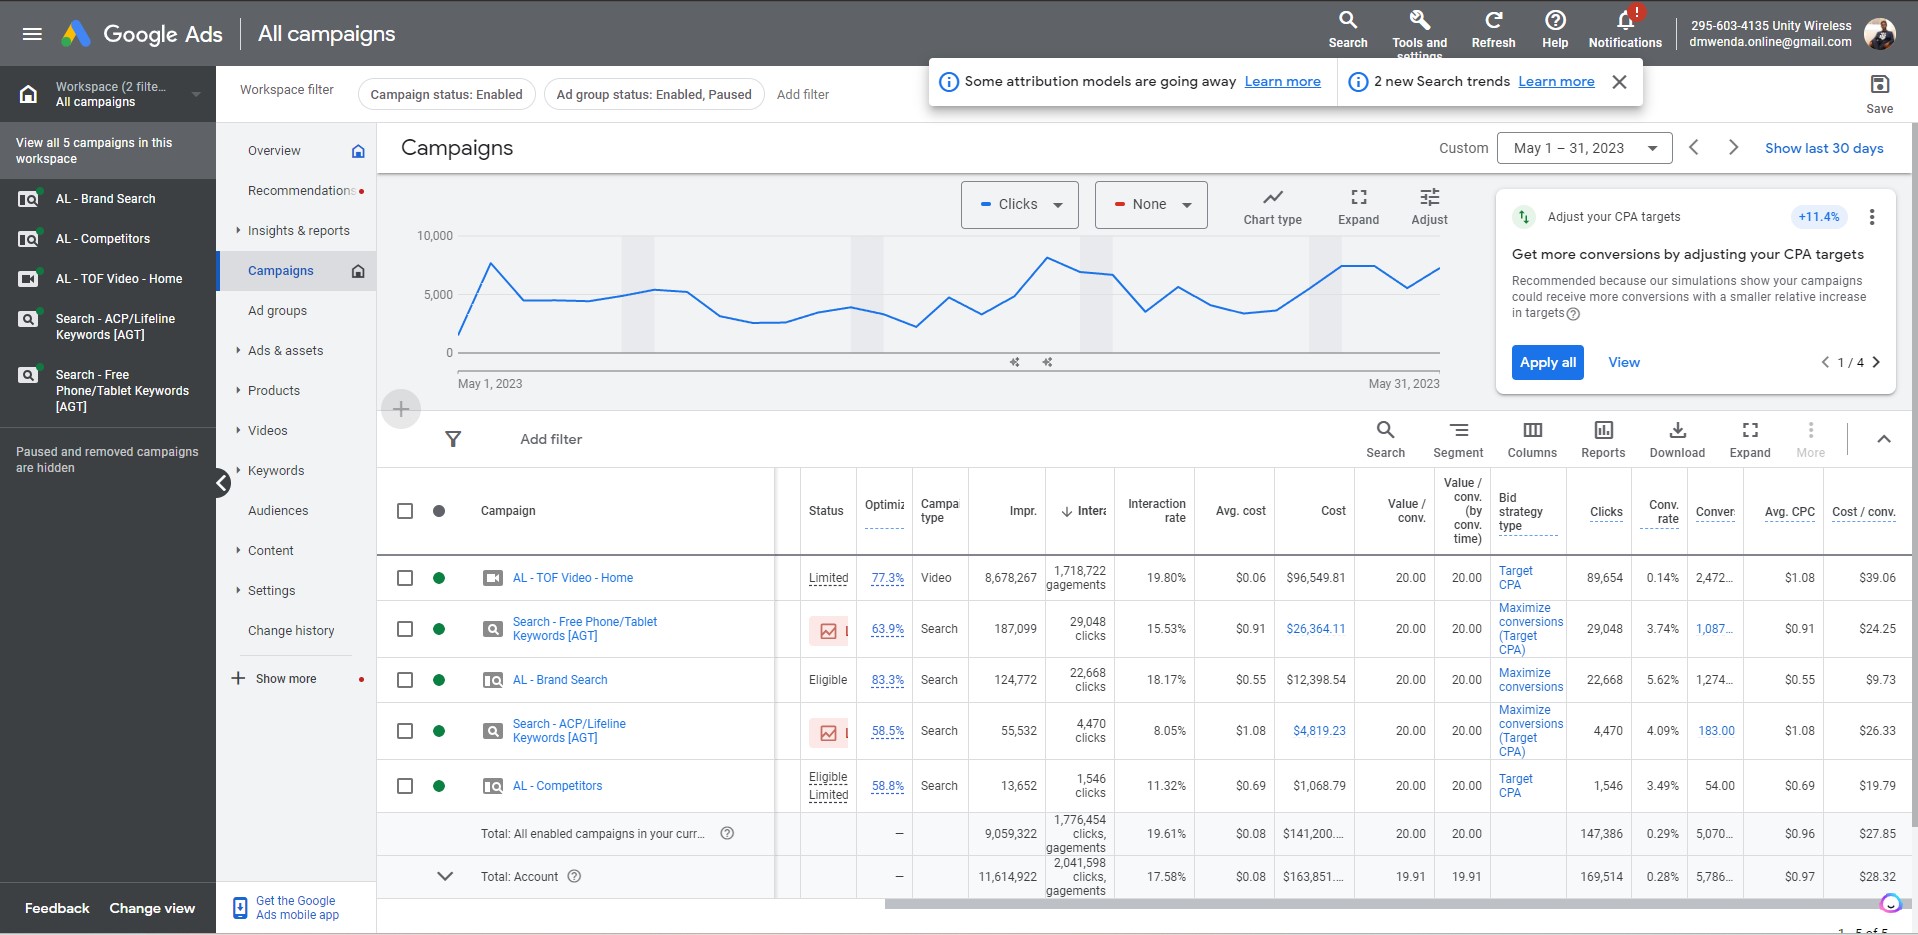 Google Ads
All campaigns
Search
Tools and
settings
Refresh
Help
Notifications
!
295-603-4135 Unity Wireless
dmwenda.online@gmail.com
Workspace (2 filte...
All campaigns
Workspace filter
Campaign status: Enabled
Ad group status: Enabled, Paused
Add filter
Some attribution models are going away Learn more
2 new Search trends Learn more
Save
View all 5 campaigns in this
workspace
AL - Brand Search
AL - Competitors
AL - TOF Video - Home
Search - ACP/Lifeline
Keywords [AGT]
Search - Free
Phone/Tablet Keywords
[AGT]
Paused and removed campaigns
are hidden
Feedback
Change view
Overview
Recommendations
Insights & reports
Campaigns
Ad groups
Ads & assets
Products
Videos
Keywords
Audiences
Content
Settings
Change history
Show more
Get the Google
Ads mobile app
Campaigns
Custom
May 1 – 31, 2023
Show last 30 days
Clicks
None
Chart type
Expand
Adjust
10,000
5,000
0
May 1, 2023
May 31, 2023
Adjust your CPA targets
+11.4%
Get more conversions by adjusting your CPA targets
Recommended because our simulations show your campaigns
could receive more conversions with a smaller relative increase
in targets
Apply all
View
1 / 4
Add filter
Search
Segment
Columns
Reports
Download
Expand
More
Campaign
Status
Optimiz
Campai
type
Impr.
Intera
Interaction
rate
Avg. cost
Cost
Value /
conv.
Value /
conv.
(by
conv.
time)
Bid
strategy
type
Clicks
Conv.
rate
Conver
Avg. CPC
Cost / conv.
AL - TOF Video - Home
Limited
77.3%
Video
8,678,267
1,718,722
gagements
19.80%
$0.06
$96,549.81
20.00
20.00
Target
CPA
89,654
0.14%
2,472...
$1.08
$39.06
Search - Free Phone/Tablet
Keywords [AGT]
63.9%
Search
187,099
29,048
clicks
15.53%
$0.91
$26,364.11
20.00
20.00
Maximize
conversions
(Target
CPA)
29,048
3.74%
1,087...
$0.91
$24.25
AL - Brand Search
Eligible
83.3%
Search
124,772
22,668
clicks
18.17%
$0.55
$12,398.54
20.00
20.00
Maximize
conversions
22,668
5.62%
1,274...
$0.55
$9.73
Search - ACP/Lifeline
Keywords [AGT]
58.5%
Search
55,532
4,470
clicks
8.05%
$1.08
$4,819.23
20.00
20.00
Maximize
conversions
(Target
CPA)
4,470
4.09%
183.00
$1.08
$26.33
AL - Competitors
Eligible
Limited
58.8%
Search
13,652
1,546
clicks
11.32%
$0.69
$1,068.79
20.00
20.00
Target
CPA
1,546
3.49%
54.00
$0.69
$19.79
Total: All enabled campaigns in your curr...
—
9,059,322
1,776,454
clicks,
gagements
19.61%
$0.08
$141,200....
20.00
20.00
147,386
0.29%
5,070...
$0.96
$27.85
Total: Account
—
11,614,922
2,041,598
clicks,
gagements
17.58%
$0.08
$163,851....
19.91
19.91
169,514
0.28%
5,786...
$0.97
$28.32